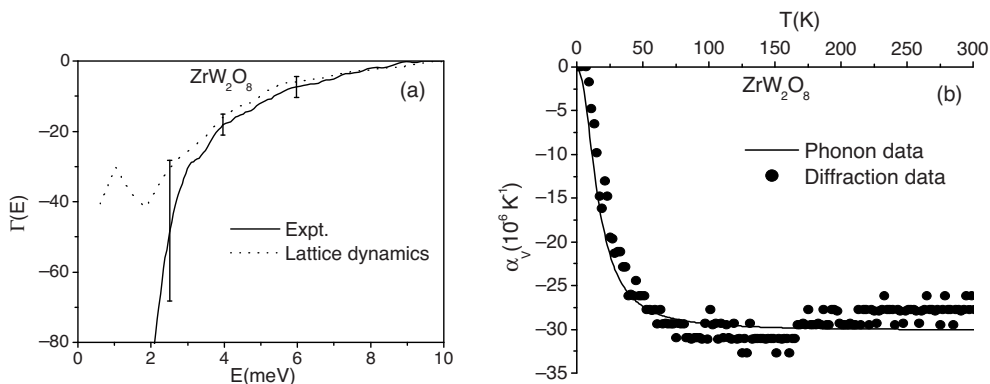 ZrW₂O₈
(a)
Γ(E)
0
−20
−40
−60
−80
Expt.
Lattice dynamics
0 2 4 6 8 10
E(meV)
T(K)
0 50 100 150 200 250 300
ZrW₂O₈
(b)
α_V(10⁻⁶ K⁻¹)
0
−5
−10
−15
−20
−25
−30
−35
Phonon data
Diffraction data